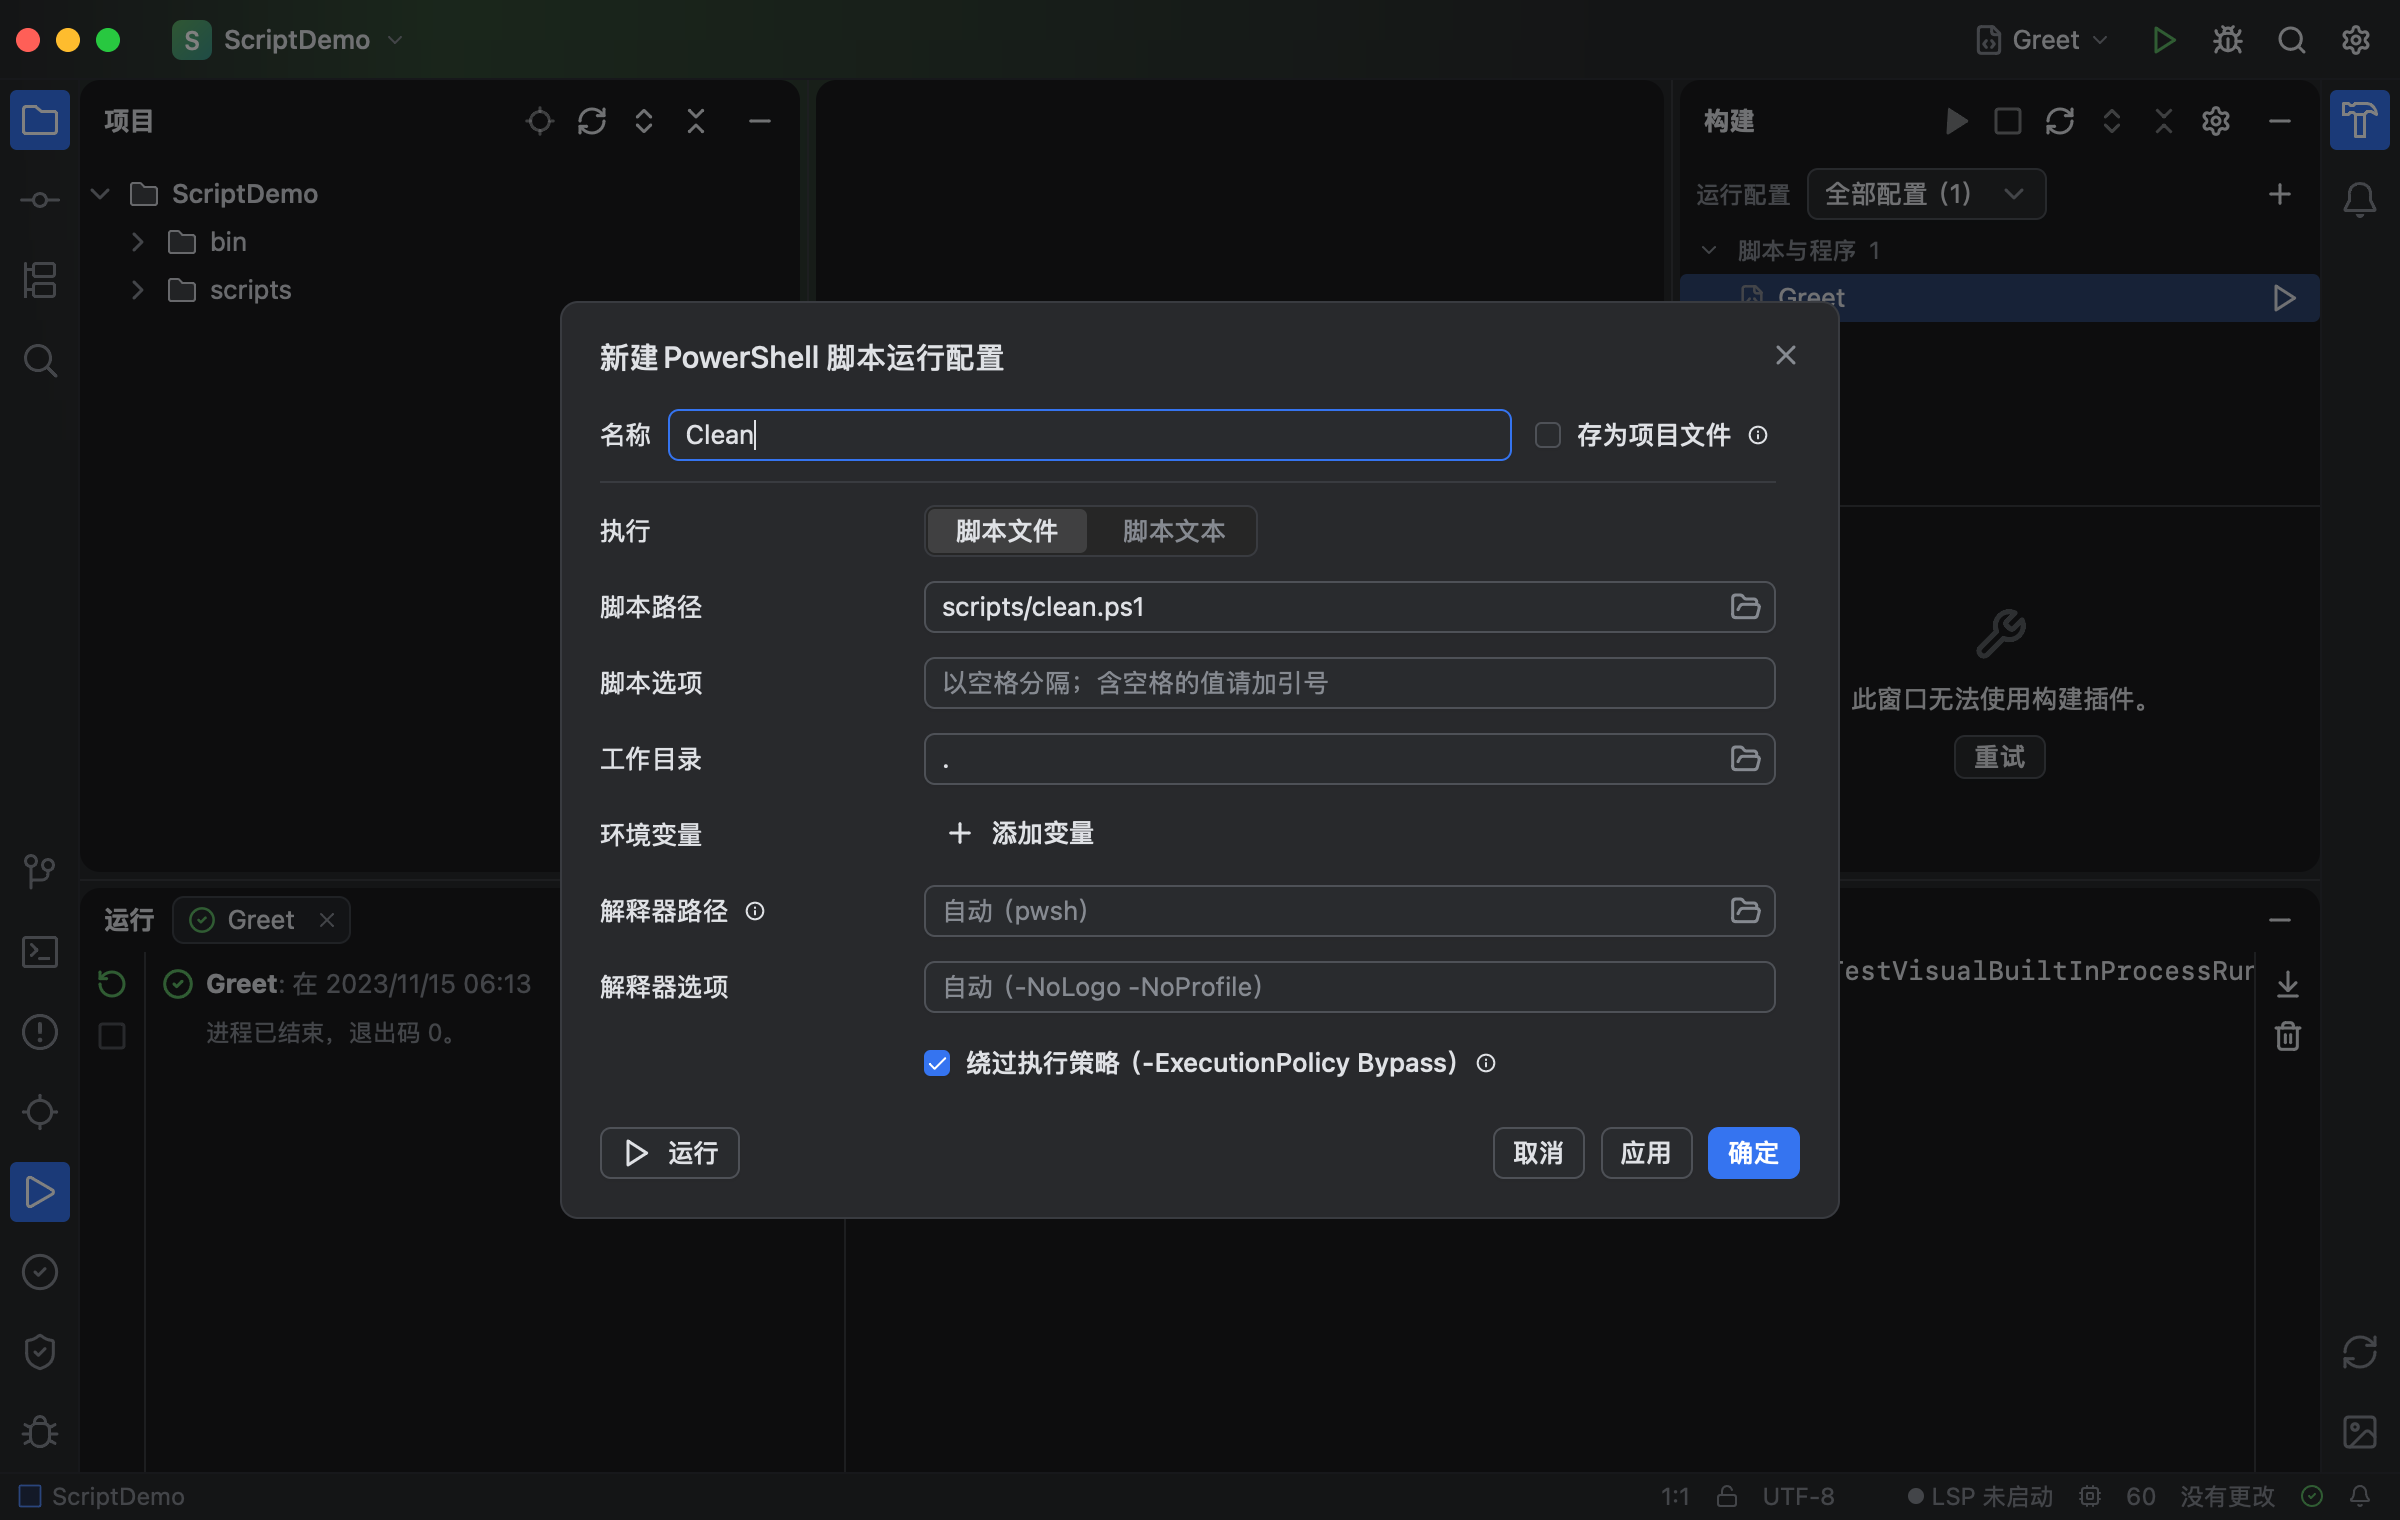 S ScriptDemo
Greet
项目
ScriptDemo
bin
scripts
构建
运行配置 全部配置 (1)
脚本与程序 1
Greet
此窗口无法使用构建插件。
重试
新建 PowerShell 脚本运行配置
名称 Clean 存为项目文件
执行 脚本文件 脚本文本
脚本路径 scripts/clean.ps1
脚本选项 以空格分隔；含空格的值请加引号
工作目录 .
环境变量 添加变量
解释器路径 自动（pwsh）
解释器选项 自动（-NoLogo -NoProfile）
绕过执行策略（-ExecutionPolicy Bypass）
运行 取消 应用 确定
运行 Greet
Greet: 在 2023/11/15 06:13
进程已结束，退出码 0。
TestVisualBuiltInProcessRun
ScriptDemo
1:1 UTF-8 LSP 未启动 60 没有更改